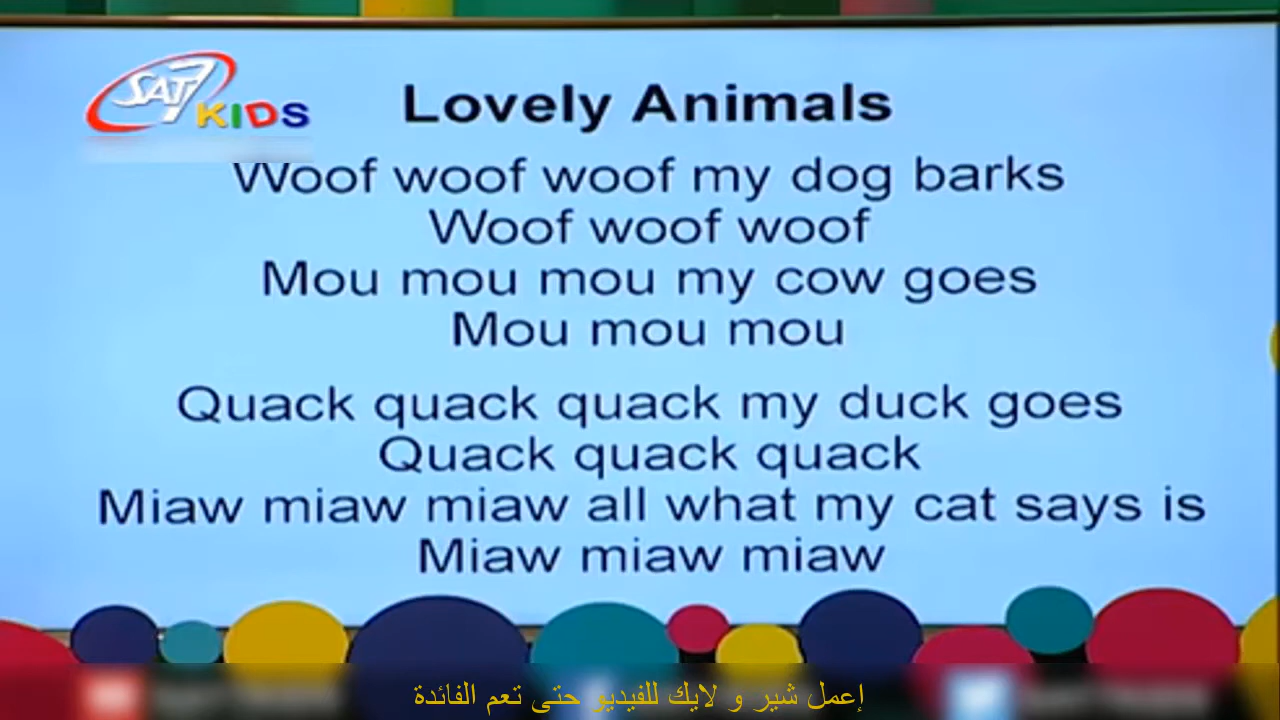 SAT7
KIDS
Lovely Animals
Woof woof woof my dog barks
Woof woof woof
Mou mou mou my cow goes
Mou mou mou
Quack quack quack my duck goes
Quack quack quack
Miaw miaw miaw all what my cat says is
Miaw miaw miaw
إعمل شير و لايك للفيديو حتى تعم الفائدة